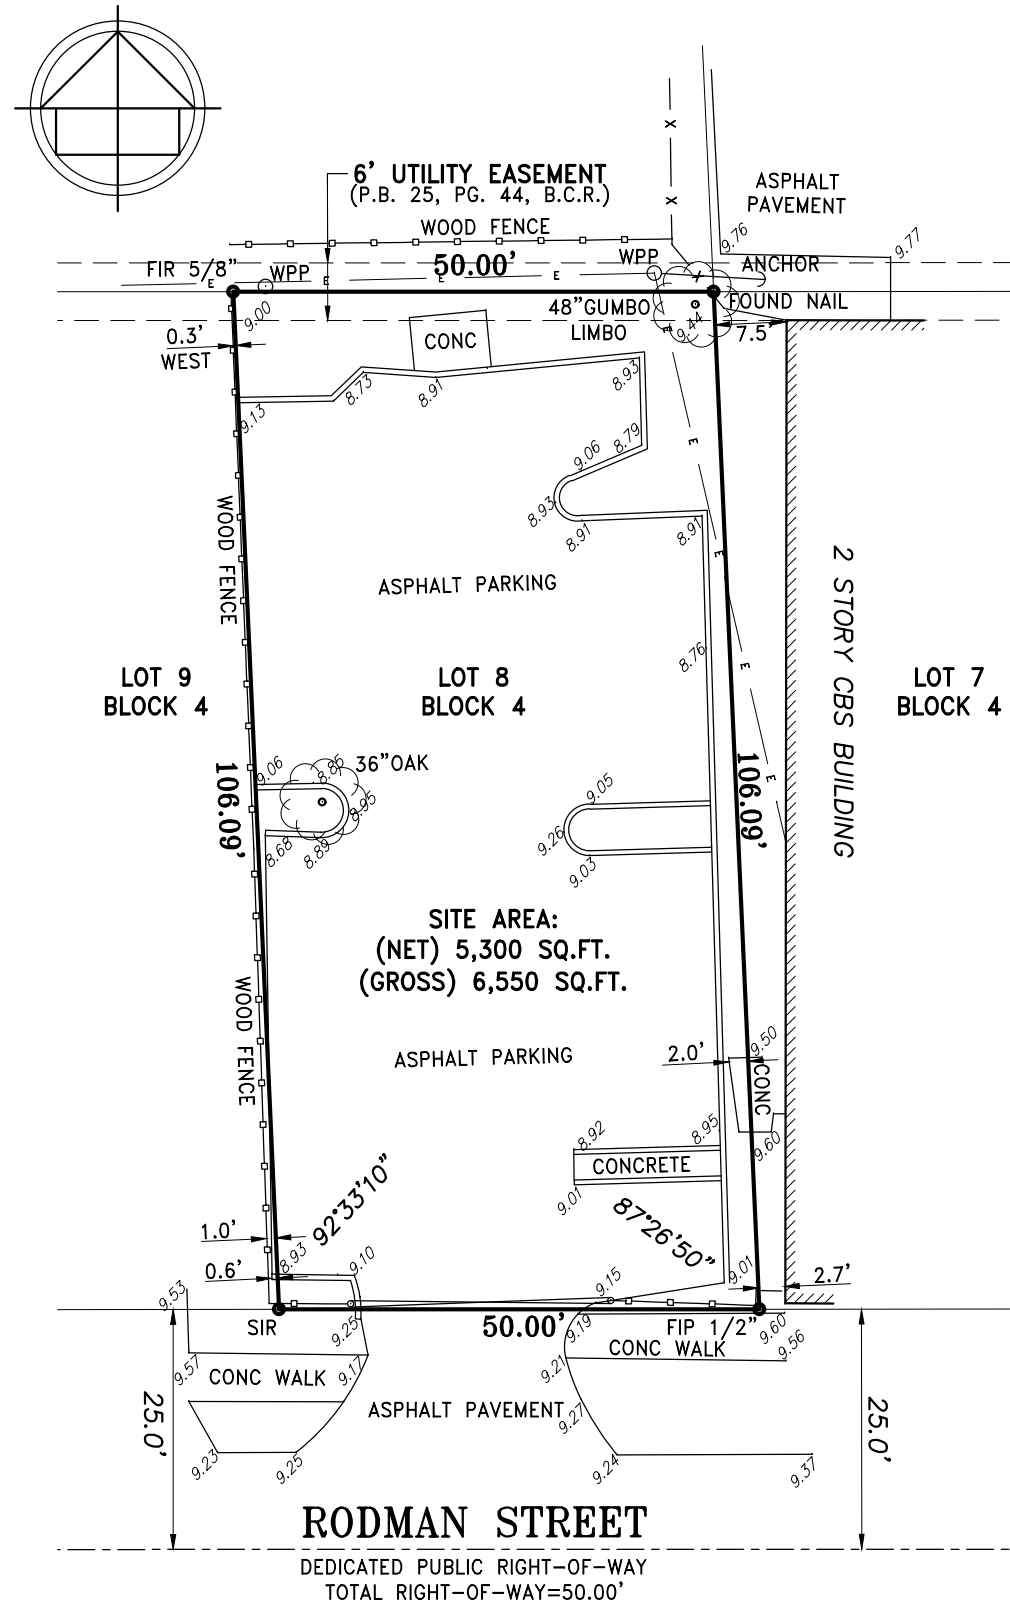 6' UTILITY EASEMENT
(P.B. 25, PG. 44, B.C.R.)
WOOD FENCE
ASPHALT
PAVEMENT
X
X
9.76
9.77
FIR 5/8"
WPP
50.00'
WPP
ANCHOR
E
E
E
E
9.00
48"GUMBO
LIMBO
9.44
FOUND NAIL
7.5'
0.3'
WEST
CONC
E
8.73
8.91
8.93
9.13
8.79
9.06
E
8.93
8.91
8.91
WOOD FENCE
E
ASPHALT PARKING
2 STORY CBS BUILDING
8.76
E
LOT 9
BLOCK 4
LOT 8
BLOCK 4
LOT 7
BLOCK 4
106.09'
9.06
8.85
36"OAK
8.95
8.68
8.89
9.05
9.26
9.03
106.09'
E
SITE AREA:
(NET) 5,300 SQ.FT.
(GROSS) 6,550 SQ.FT.
WOOD FENCE
ASPHALT PARKING
2.0'
9.50
CONC
9.60
8.92
8.95
CONCRETE
9.01
92°33'10"
87°26'50"
1.0'
0.6'
8.93
9.10
9.15
9.01
2.7'
9.53
SIR
9.25
50.00'
9.19
FIP 1/2"
9.60
9.56
CONC WALK
9.57
CONC WALK
9.17
9.21
ASPHALT PAVEMENT
9.27
25.0'
25.0'
9.23
9.25
9.24
9.37
RODMAN STREET
DEDICATED PUBLIC RIGHT-OF-WAY
TOTAL RIGHT-OF-WAY=50.00'